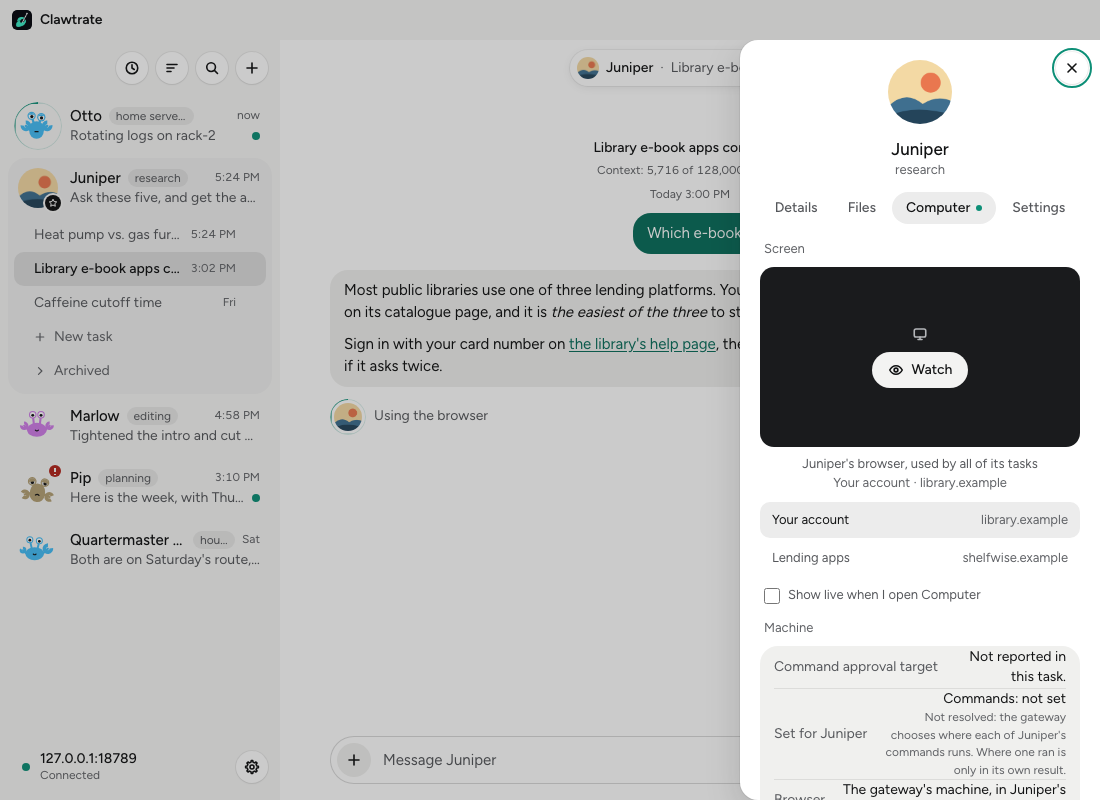 Clawtrate
Otto home serve... now
Rotating logs on rack-2
Juniper research 5:24 PM
Ask these five, and get the a...
Heat pump vs. gas fur... 5:24 PM
Library e-book apps c... 3:02 PM
Caffeine cutoff time Fri
New task
Archived
Marlow editing 4:58 PM
Tightened the intro and cut ...
Pip planning 3:10 PM
Here is the week, with Thu...
Quartermaster ... hou... Sat
Both are on Saturday's route,...
127.0.0.1:18789
Connected
Juniper · Library e-b
Library e-book apps co
Context: 5,716 of 128,000
Today 3:00 PM
Which e-book
Most public libraries use one of three lending platforms. You
on its catalogue page, and it is the easiest of the three to st
Sign in with your card number on the library's help page, the
if it asks twice.
Using the browser
Message Juniper
Juniper
research
Details Files Computer Settings
Screen
Watch
Juniper's browser, used by all of its tasks
Your account · library.example
Your account library.example
Lending apps shelfwise.example
Show live when I open Computer
Machine
Command approval target Not reported in
this task.
Set for Juniper Commands: not set
Not resolved: the gateway
chooses where each of Juniper's
commands runs. Where one ran is
only in its own result.
Browser The gateway's machine, in Juniper's